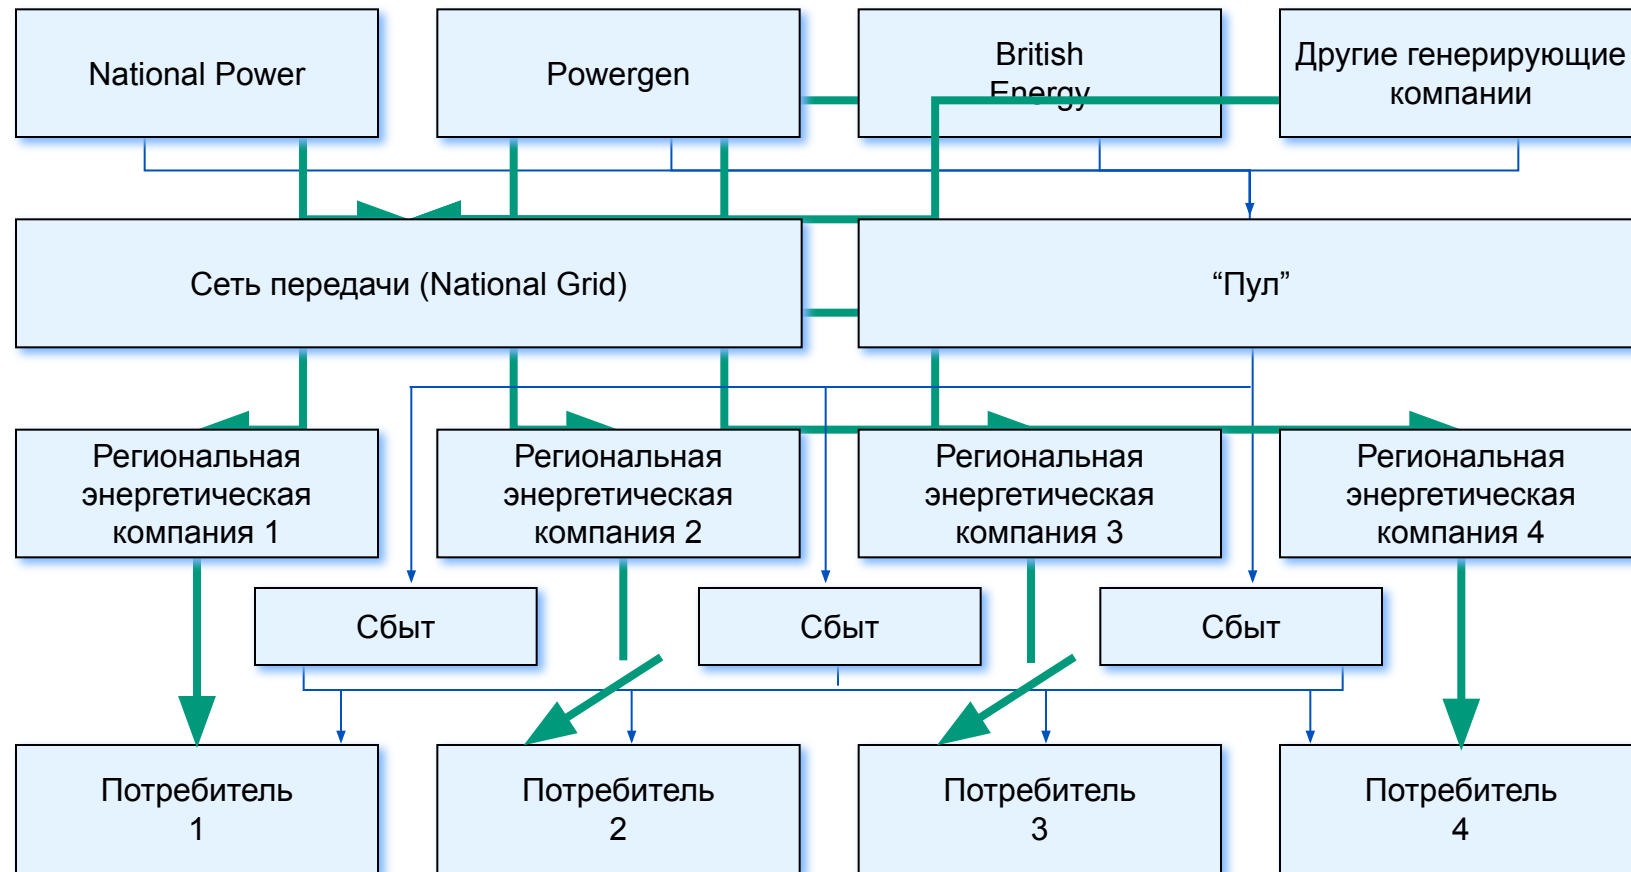 National Power
Powergen
British
Energy
Другие генерирующие
компании
Сеть передачи (National Grid)
“Пул”
Региональная
энергетическая
компания 1
Региональная
энергетическая
компания 2
Региональная
энергетическая
компания 3
Региональная
энергетическая
компания 4
Сбыт
Сбыт
Сбыт
Потребитель
1
Потребитель
2
Потребитель
3
Потребитель
4